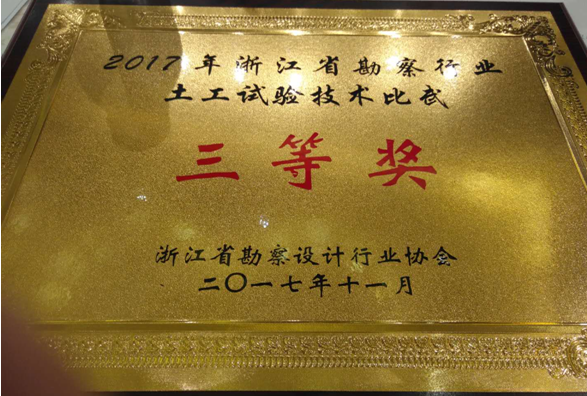 2017年浙江省勘察行业
土工试验技术比武
三等奖
浙江省勘察设计行业协会
二〇一七年十一月